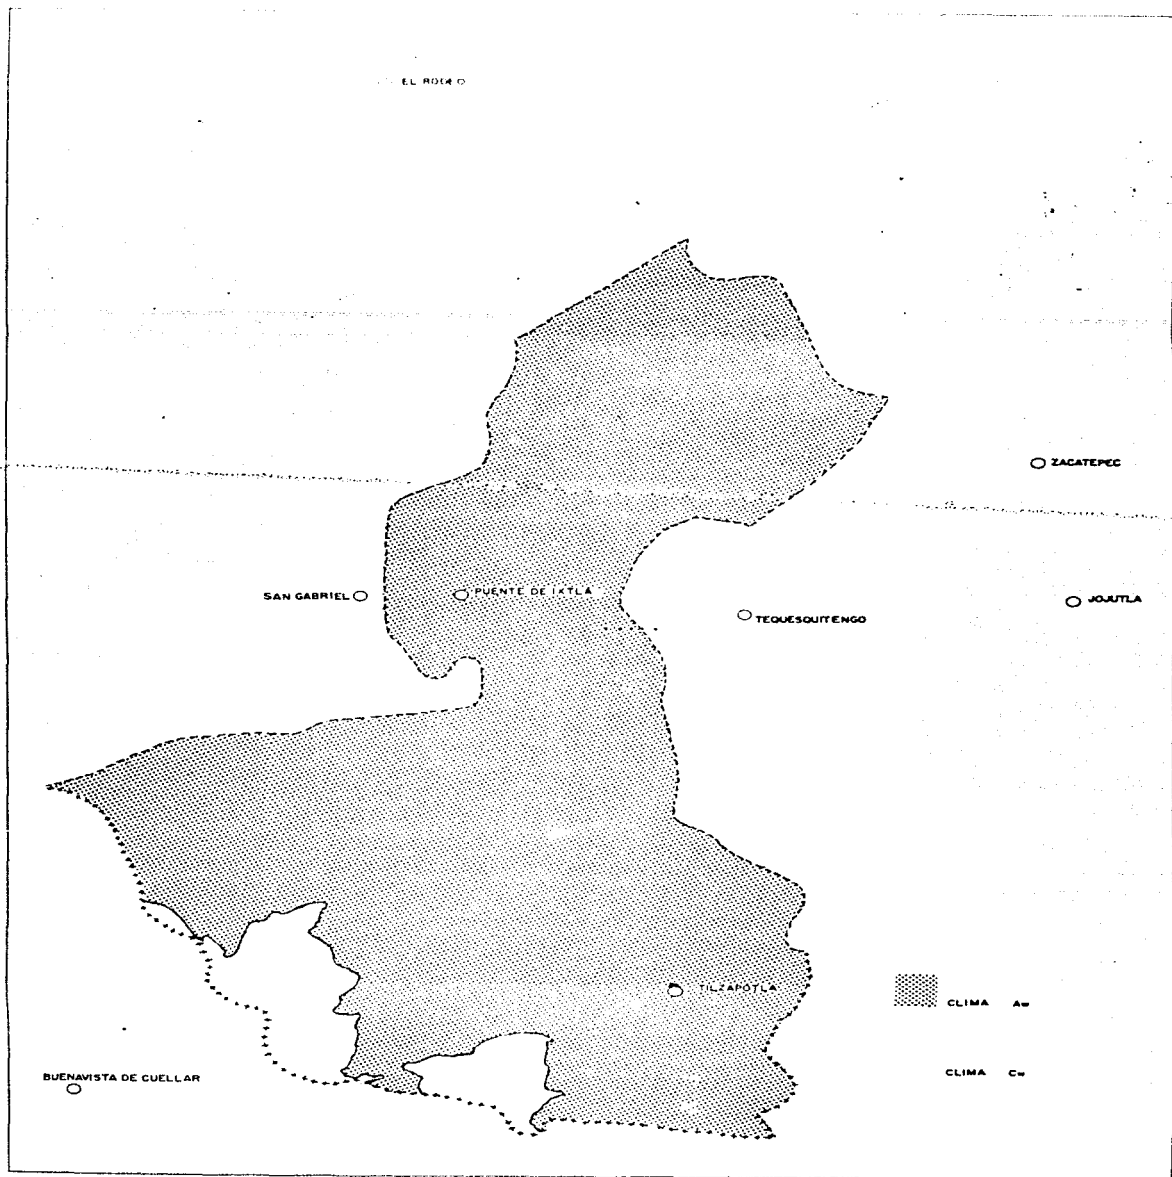 EL RODEO
ZACATEPEC
SAN GABRIEL
PUENTE DE IXTLA
TEQUESQUITENGO
JOJUTLA
TILZAPOTLA
CLIMA Aw
CLIMA Cw
BUENAVISTA DE CUELLAR